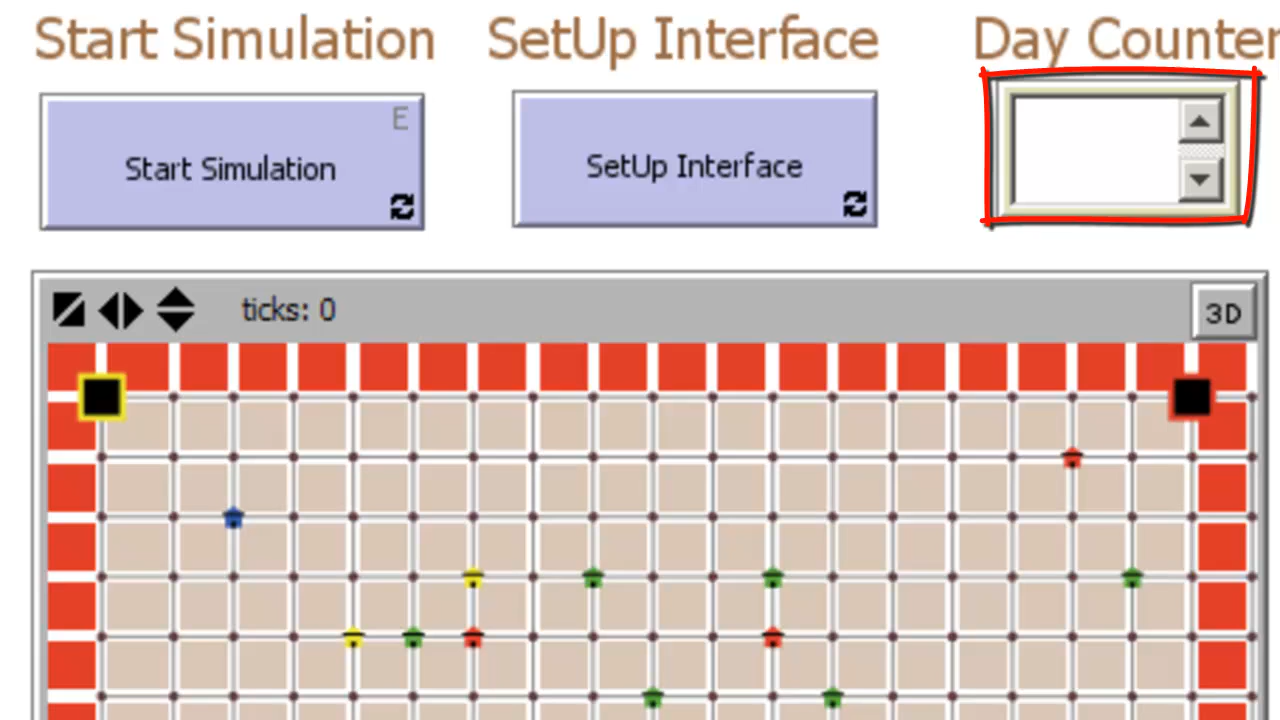 Start Simulation SetUp Interface Day Counter
E
Start Simulation SetUp Interface
ticks: 0 3D